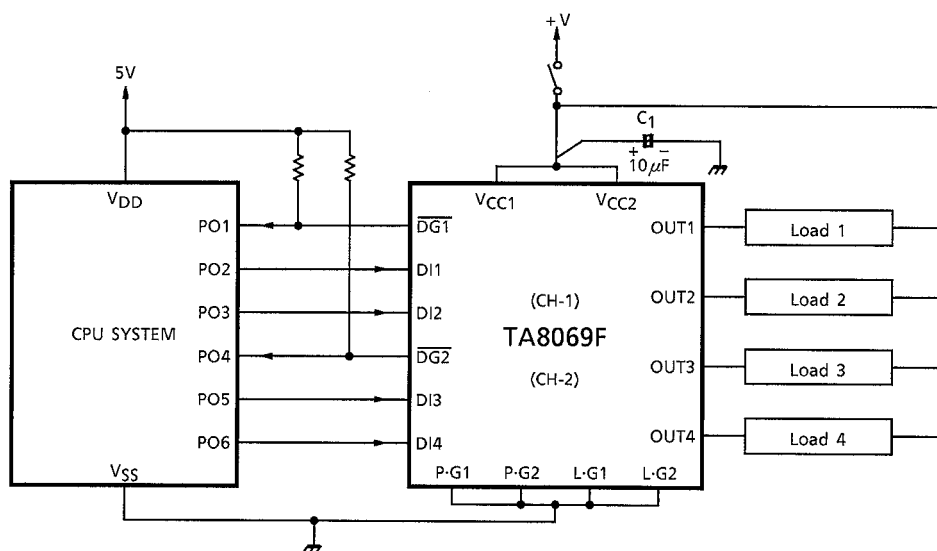 +V
5V
C1
+ −
10μF
VDD
VCC1
VCC2
PO1
DG1
OUT1
Load 1
PO2
DI1
(CH-1)
OUT2
Load 2
PO3
DI2
CPU SYSTEM
TA8069F
PO4
DG2
OUT3
Load 3
(CH-2)
PO5
DI3
PO6
DI4
OUT4
Load 4
VSS
P·G1
P·G2
L·G1
L·G2